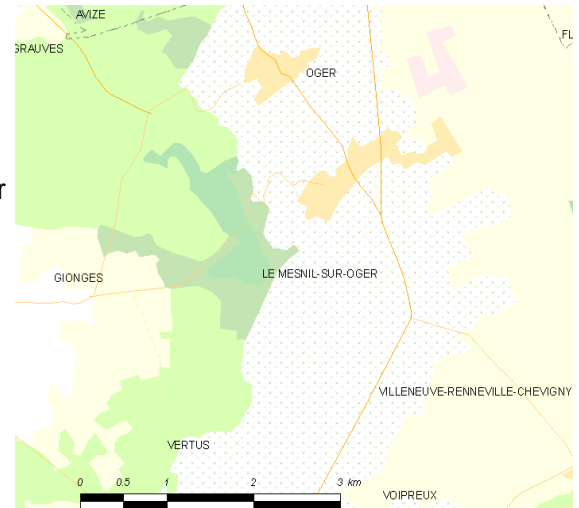 AVIZE
GRAUVES
FL
OGER
r
GIONGES
LE MESNIL-SUR-OGER
VILLENEUVE-RENNEVILLE-CHEVIGNY
VERTUS
0 0.5 1 2 3 km
VOIPREUX